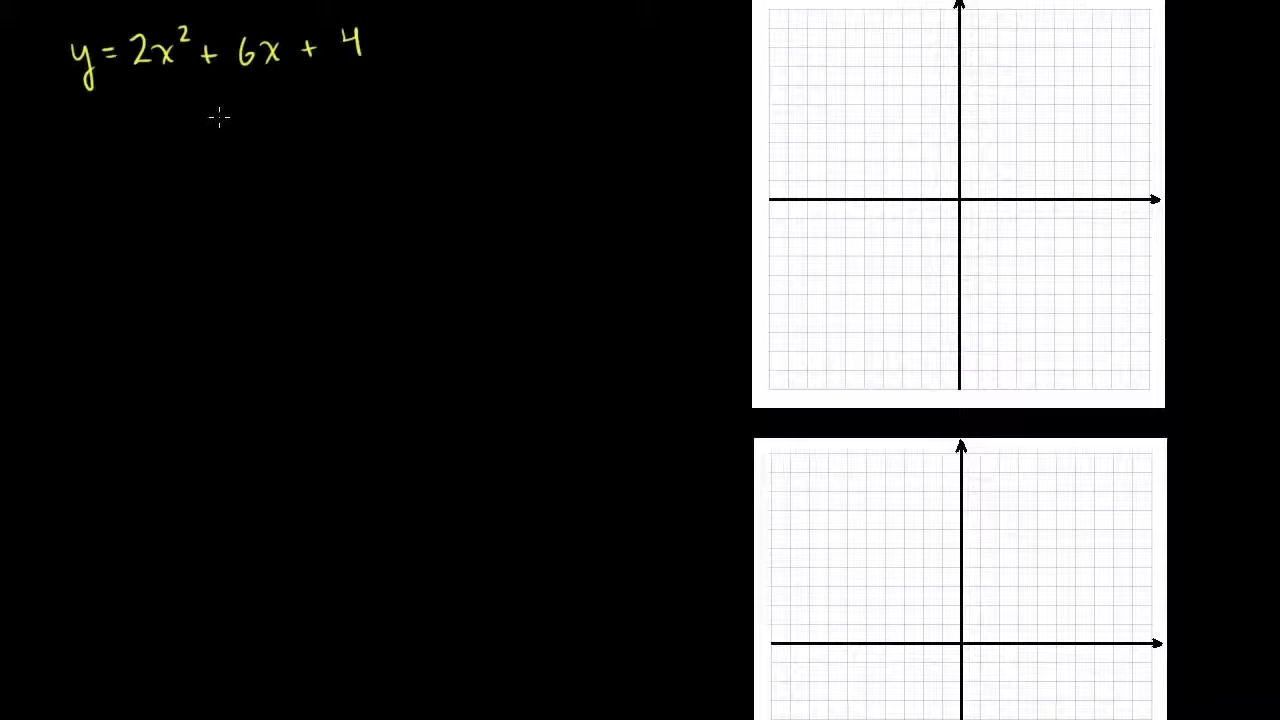 y = 2x² + 6x + 4